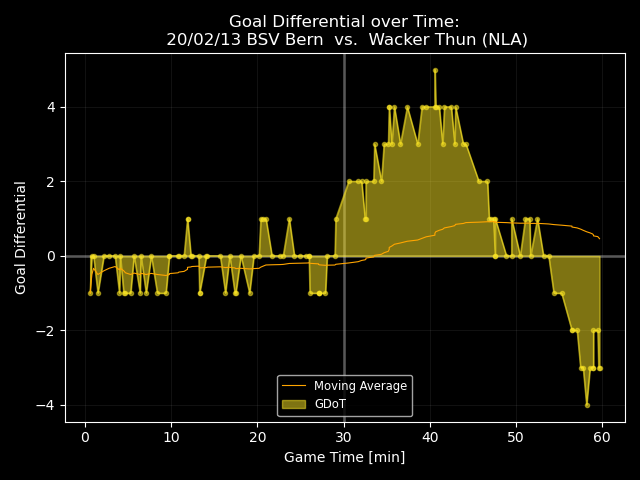 Goal Differential over Time:
20/02/13 BSV Bern  vs.  Wacker Thun (NLA)
Goal Differential
4
2
0
−2
−4
Moving Average
GDoT
0 10 20 30 40 50 60
Game Time [min]